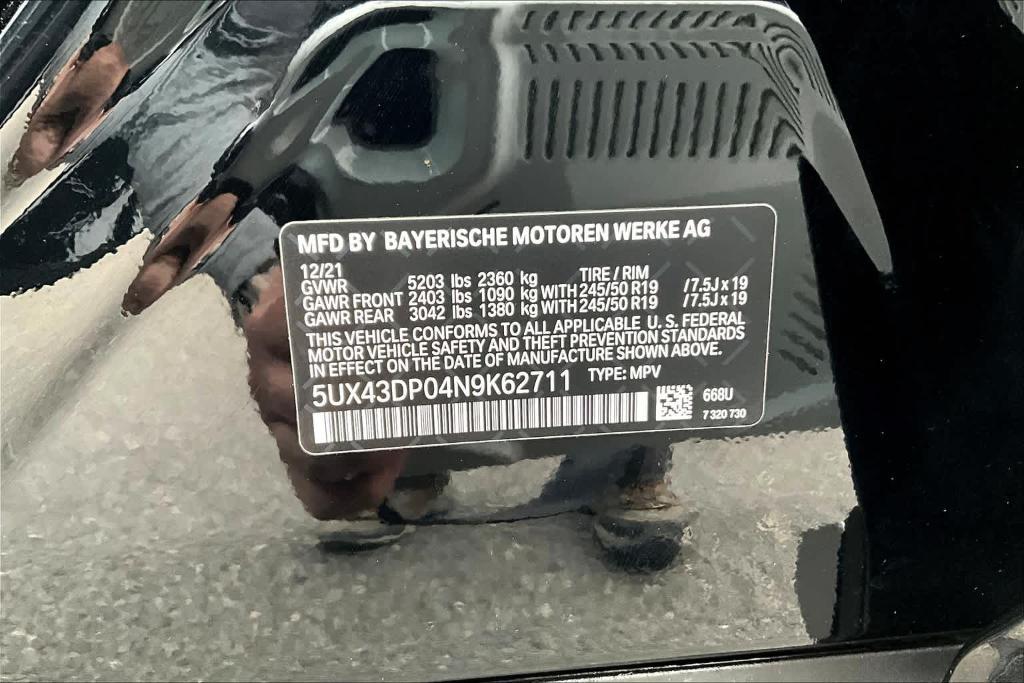 MFD BY BAYERISCHE MOTOREN WERKE AG
12/21 TIRE / RIM
GVWR 5203 lbs 2360 kg
GAWR FRONT 2403 lbs 1090 kg WITH 245/50 R19 /7.5J x 19
GAWR REAR 3042 lbs 1380 kg WITH 245/50 R19 /7.5J x 19
THIS VEHICLE CONFORMS TO ALL APPLICABLE U. S. FEDERAL
MOTOR VEHICLE SAFETY AND THEFT PREVENTION STANDARDS
IN EFFECT ON THE DATE OF MANUFACTURE SHOWN ABOVE.
5UX43DP04N9K62711 TYPE: MPV
668U
7 320 730